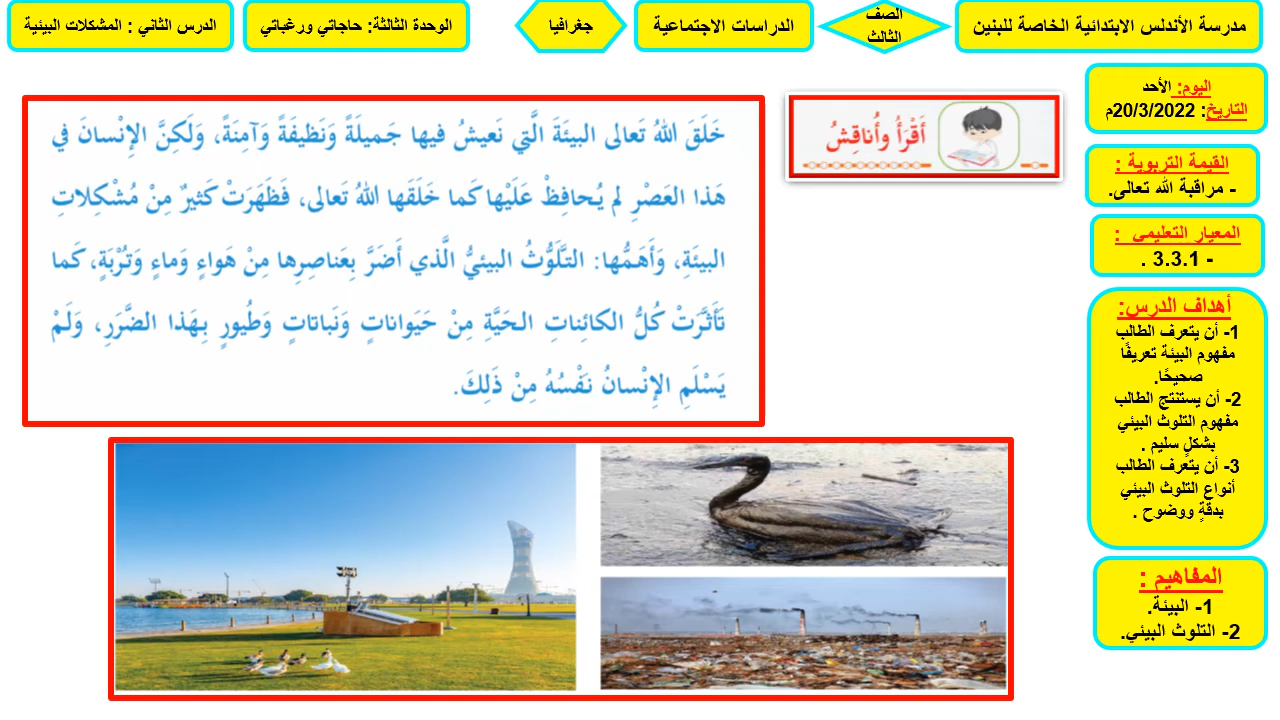 مدرسة الأندلس الابتدائية الخاصة للبنين
الصف
الثالث
الدراسات الاجتماعية
جغرافيا
الوحدة الثالثة: حاجاتي ورغباتي
الدرس الثاني : المشكلات البيئية
اليوم: الأحد
التاريخ: 20/3/2022م
القيمة التربوية :
- مراقبة الله تعالى.
المعيار التعليمي :
- 3.3.1 .
أهداف الدرس:
1- أن يتعرف الطالب
مفهوم البيئة تعريفًا
صحيحًا.
2- أن يستنتج الطالب
مفهوم التلوث البيئي
بشكلٍ سليم .
3- أن يتعرف الطالب
أنواع التلوث البيئي
بدقةٍ ووضوح .
المفاهيم :
1- البيئة.
2- التلوث البيئي.
أَقْرَأُ وأُناقِشُ
خَلَقَ اللهُ تَعالى البيئَةَ الَّتي نَعيشُ فيها جَميلَةً وَنَظيفَةً وَآمِنَةً، وَلَكِنَّ الإِنْسانَ في
هَذا العَصْرِ لم يُحافِظْ عَلَيْها كَما خَلَقَها اللهُ تَعالى، فَظَهَرَتْ كَثيرٌ مِنْ مُشْكِلاتِ
البيئَةِ، وَأَهَمُّها: التَّلَوُّثُ البيئيُّ الَّذي أَضَرَّ بِعَناصِرِها مِنْ هَواءٍ وَماءٍ وَتُرْبَةٍ، كَما
تَأَثَّرَتْ كُلُّ الكائِناتِ الحَيَّةِ مِنْ حَيَواناتٍ وَنَباتاتٍ وَطُيورٍ بِهَذا الضَّرَرِ، وَلَمْ
يَسْلَمِ الإِنْسانُ نَفْسُهُ مِنْ ذَلِكَ.